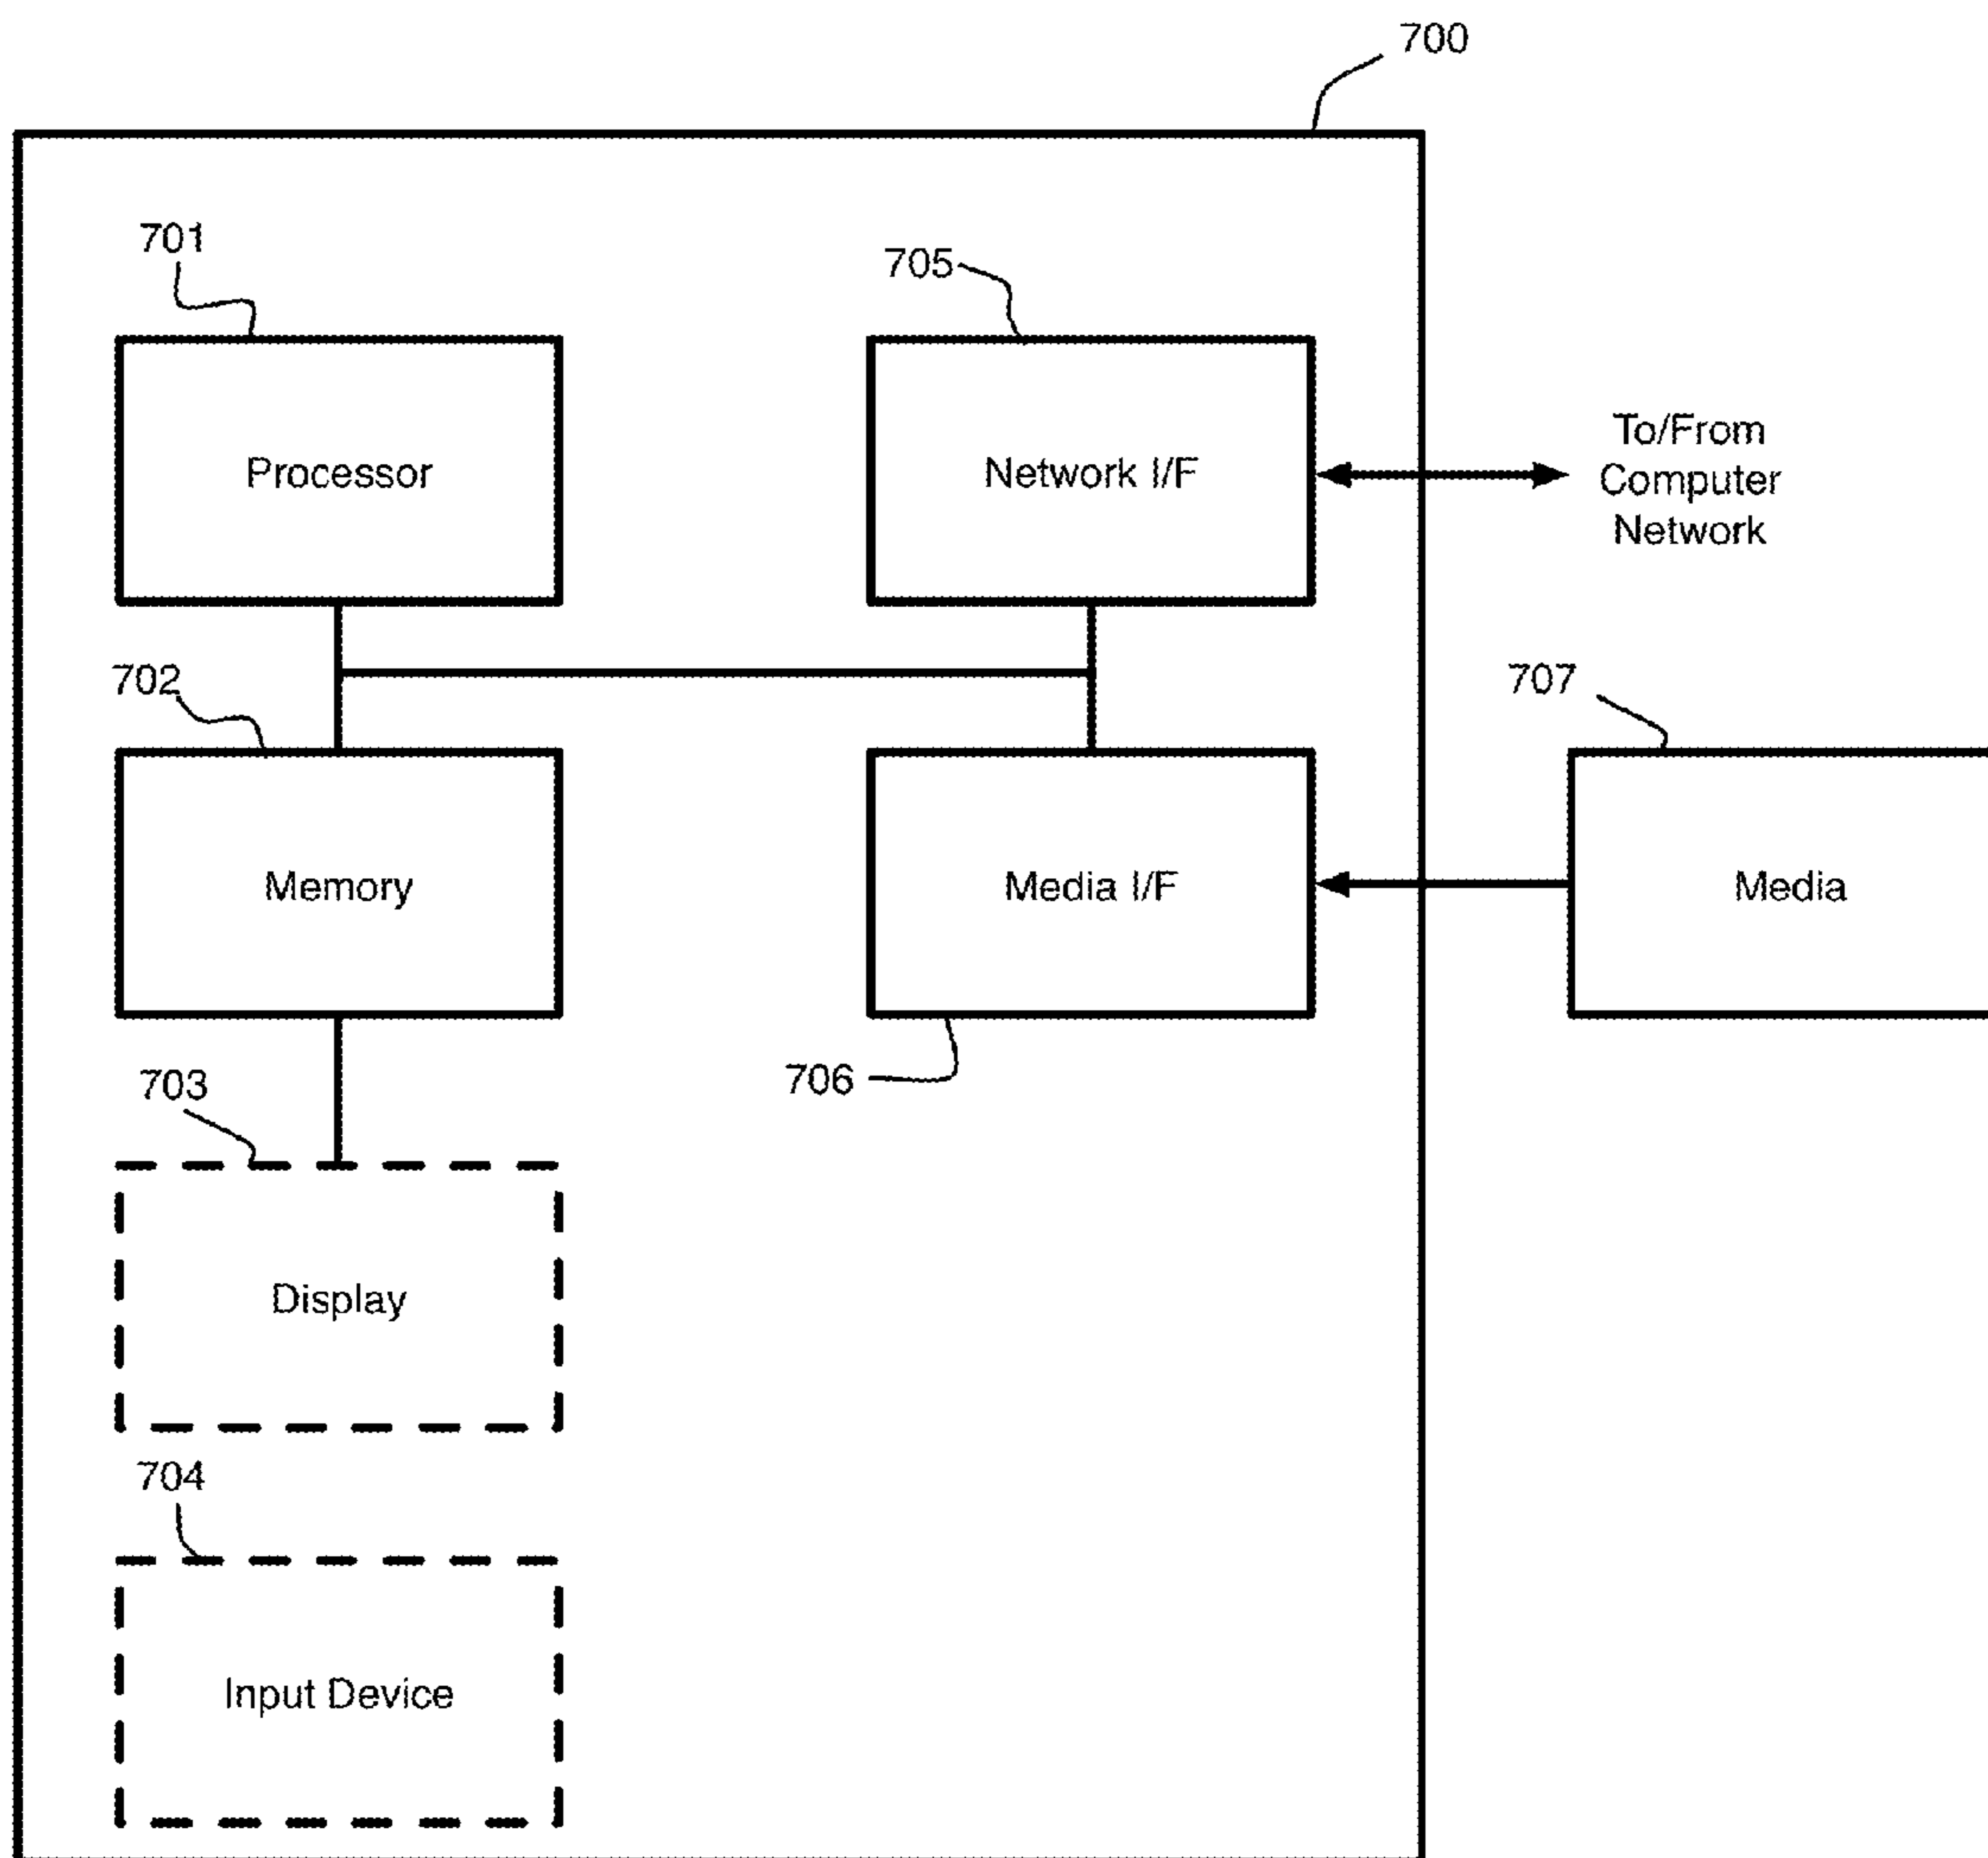 700
701
705
Processor
Network I/F
To/From
Computer
Network
702
707
Memory
Media I/F
Media
703
706
Display
704
Input Device